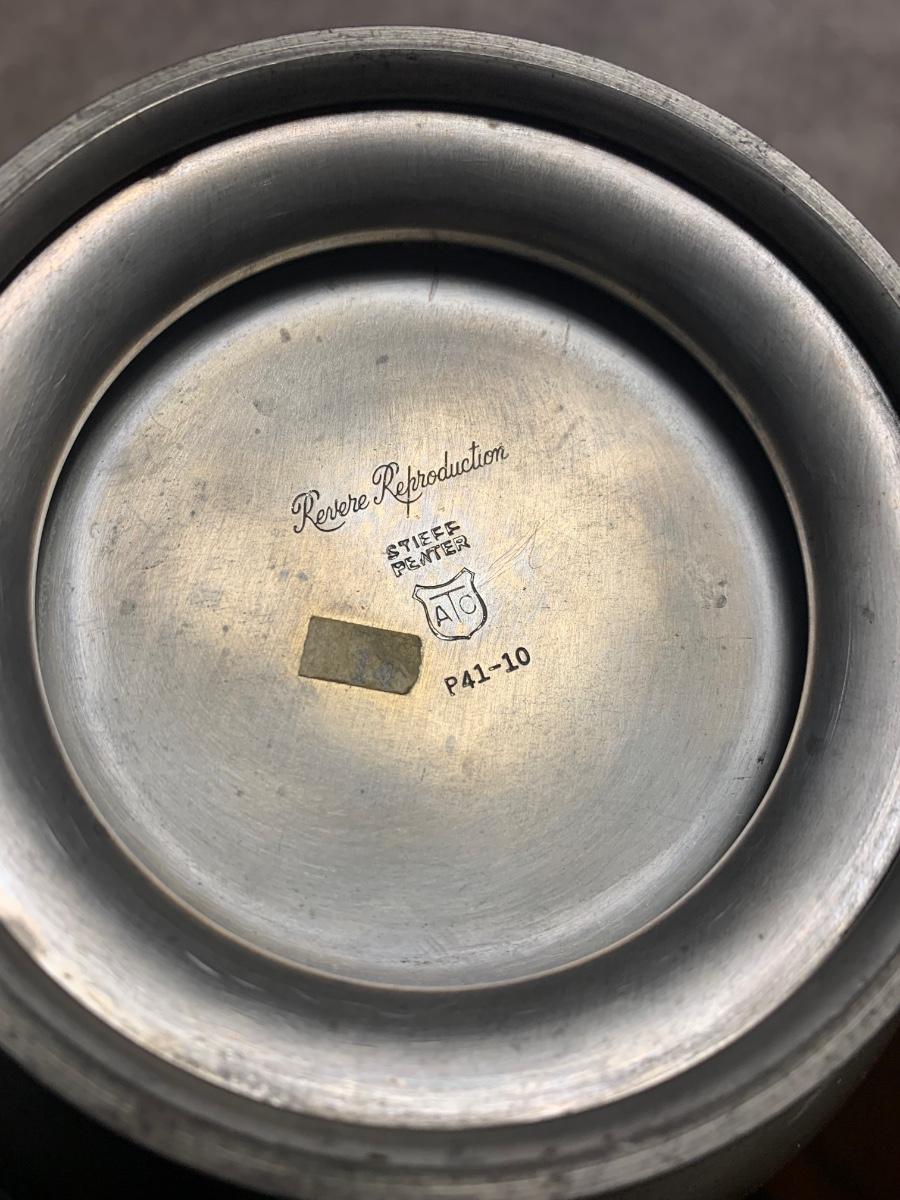 Revere Reproduction
STIEFF
PEWTER
ATC
P41-10